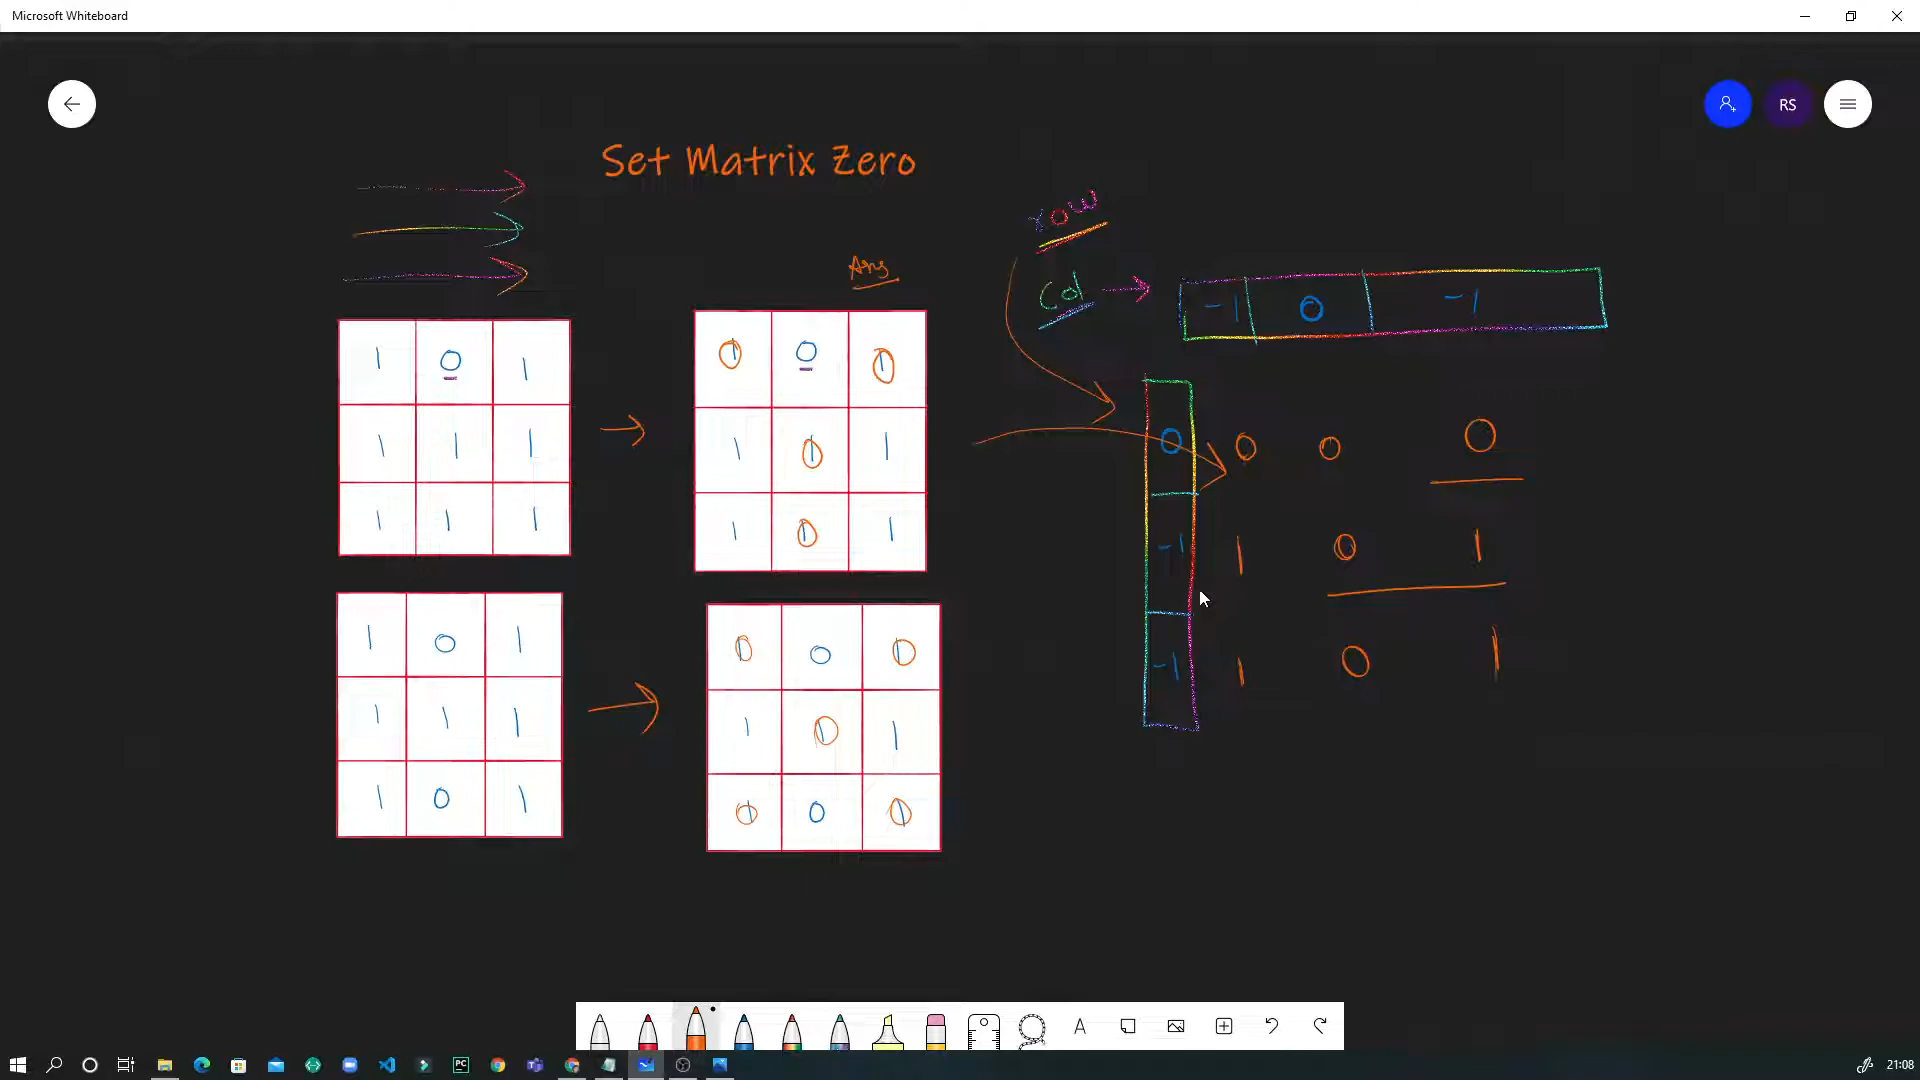 Microsoft Whiteboard
RS
Set Matrix Zero
row
Ans
Col
-1 0 -1
1 0 1
1 1 1
1 1 1
0 0 0
1 0 1
1 0 1
0 0 0 0
-1 1 0 1
-1 1 0 1
1 0 1
1 1 1
1 0 1
0 0 0
1 0 1
0 0 0
A
PC
21:08